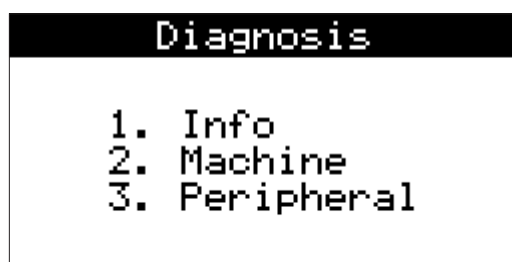 Diagnosis
1. Info
2. Machine
3. Peripheral